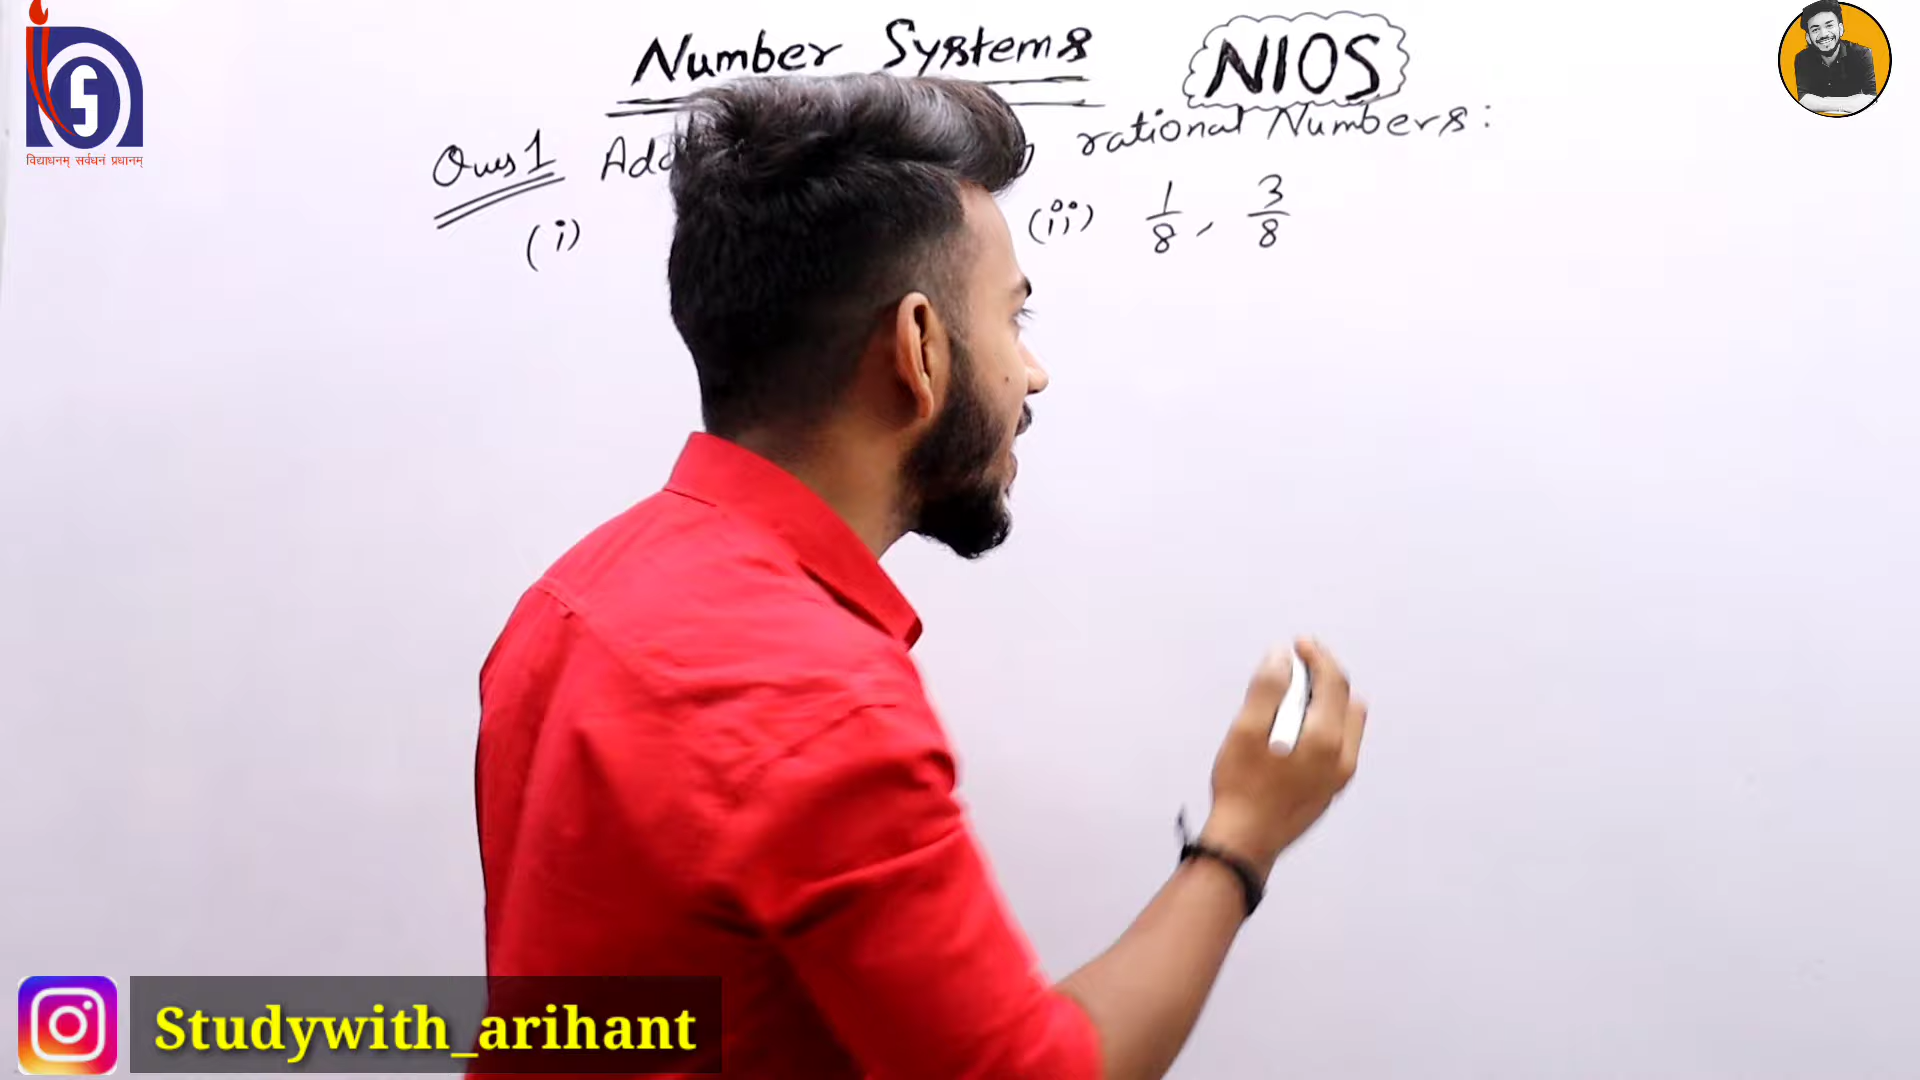 Number Systems
NIOS
Ques 1 Add rational Numbers:
(i) (ii) 1/8, 3/8
विद्याधनम् सर्वधनं प्रधानम्
Studywith_arihant